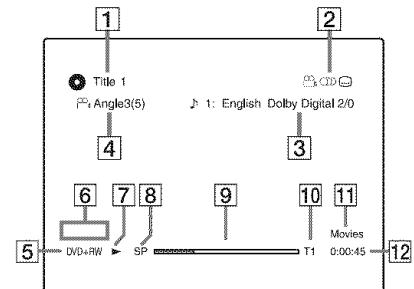 1
2
Title 1
Angle3(5)
1: English Dolby Digital 2/0
4
3
6
7
8
9
10
11
Movies
5
DVD+RW
SP
T1
0:00:45
12